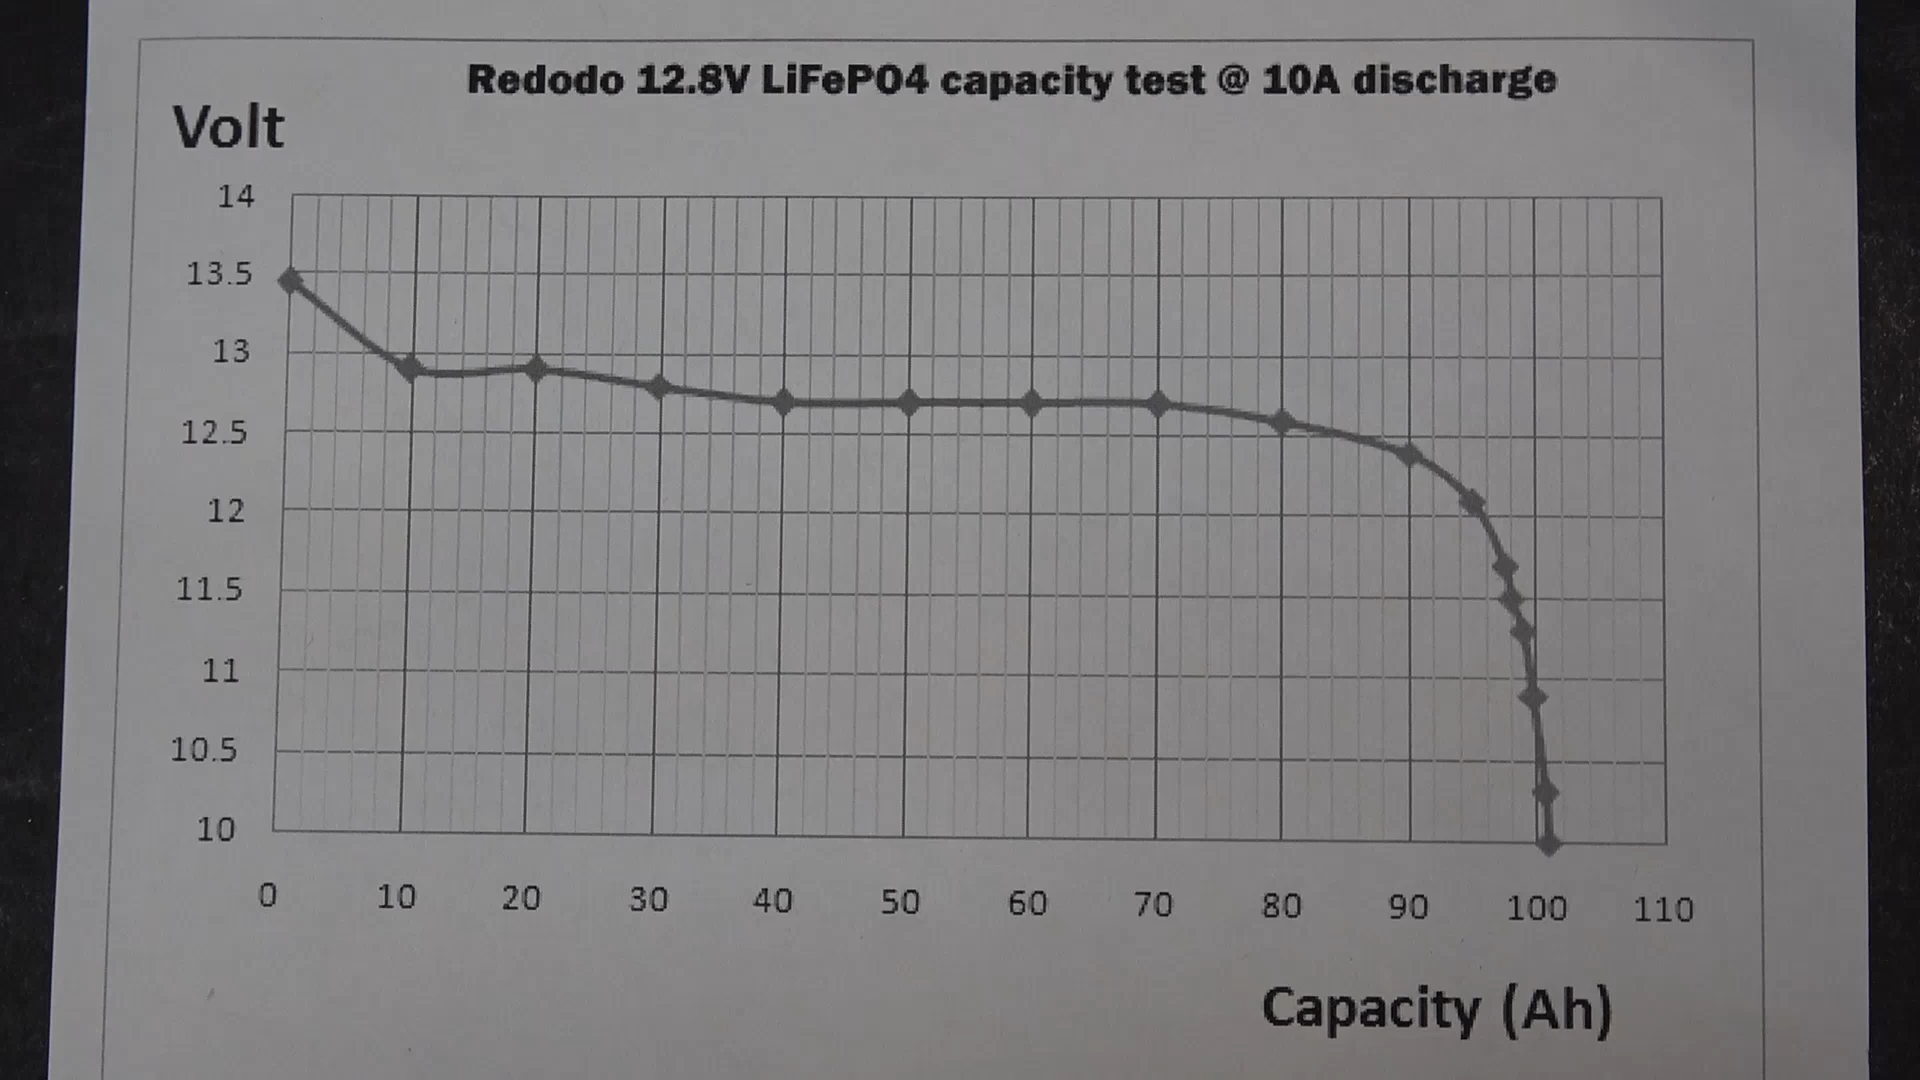 Redodo 12.8V LiFePO4 capacity test @ 10A discharge
Volt
14
13.5
13
12.5
12
11.5
11
10.5
10
0 10 20 30 40 50 60 70 80 90 100 110
Capacity (Ah)